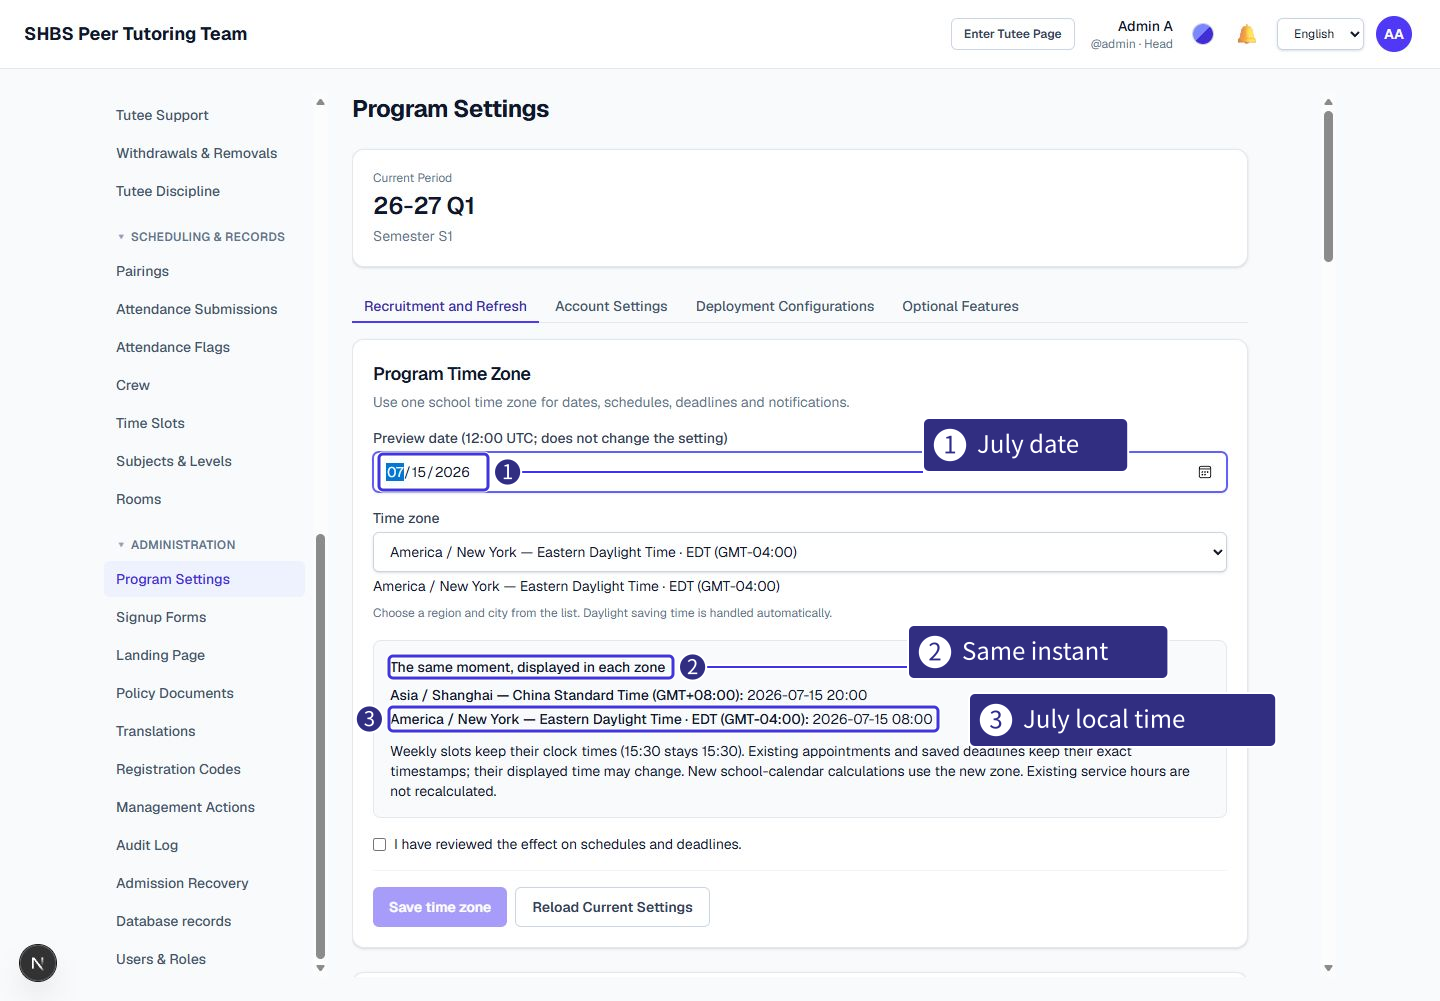 SHBS Peer Tutoring Team
Enter Tutee Page
Admin A
@admin · Head
English
AA
Tutee Support
Withdrawals & Removals
Tutee Discipline
SCHEDULING & RECORDS
Pairings
Attendance Submissions
Attendance Flags
Crew
Time Slots
Subjects & Levels
Rooms
ADMINISTRATION
Program Settings
Signup Forms
Landing Page
Policy Documents
Translations
Registration Codes
Management Actions
Audit Log
Admission Recovery
Database records
Users & Roles
N
Program Settings
Current Period
26-27 Q1
Semester S1
Recruitment and Refresh
Account Settings
Deployment Configurations
Optional Features
Program Time Zone
Use one school time zone for dates, schedules, deadlines and notifications.
Preview date (12:00 UTC; does not change the setting)
1 July date
07/15/2026
1
Time zone
America / New York — Eastern Daylight Time · EDT (GMT-04:00)
America / New York — Eastern Daylight Time · EDT (GMT-04:00)
Choose a region and city from the list. Daylight saving time is handled automatically.
The same moment, displayed in each zone
2
2 Same instant
Asia / Shanghai — China Standard Time (GMT+08:00): 2026-07-15 20:00
3
America / New York — Eastern Daylight Time · EDT (GMT-04:00): 2026-07-15 08:00
3 July local time
Weekly slots keep their clock times (15:30 stays 15:30). Existing appointments and saved deadlines keep their exact
timestamps; their displayed time may change. New school-calendar calculations use the new zone. Existing service hours are
not recalculated.
I have reviewed the effect on schedules and deadlines.
Save time zone
Reload Current Settings